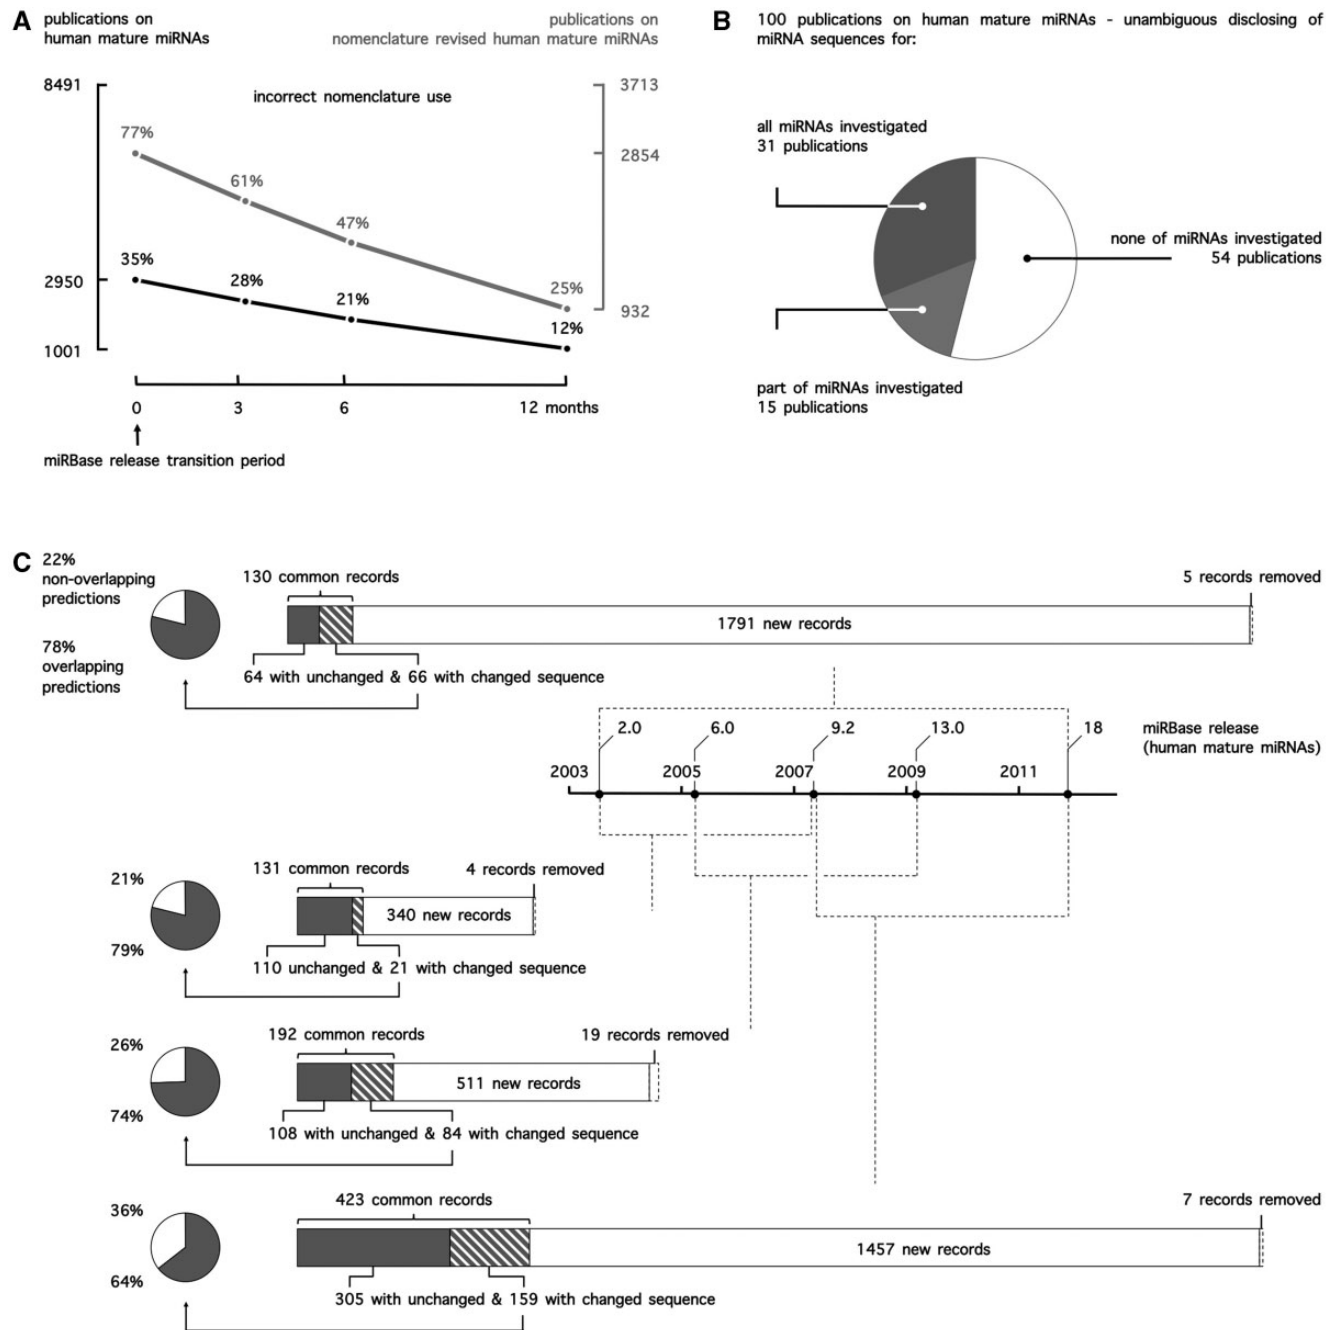 A
publications on
human mature miRNAs
publications on
nomenclature revised human mature miRNAs
8491
incorrect nomenclature use
3713
77%
2854
61%
47%
35%
2950
28%
21%
25%
932
12%
1001
0
3
6
12 months
miRBase release transition period
B
100 publications on human mature miRNAs - unambiguous disclosing of
miRNA sequences for:
all miRNAs investigated
31 publications
none of miRNAs investigated
54 publications
part of miRNAs investigated
15 publications
C
22%
non-overlapping
predictions
78%
overlapping
predictions
130 common records
5 records removed
1791 new records
64 with unchanged & 66 with changed sequence
2.0
6.0
9.2
13.0
18
miRBase release
(human mature miRNAs)
2003
2005
2007
2009
2011
21%
79%
131 common records
4 records removed
340 new records
110 unchanged & 21 with changed sequence
26%
74%
192 common records
19 records removed
511 new records
108 with unchanged & 84 with changed sequence
36%
64%
423 common records
7 records removed
1457 new records
305 with unchanged & 159 with changed sequence